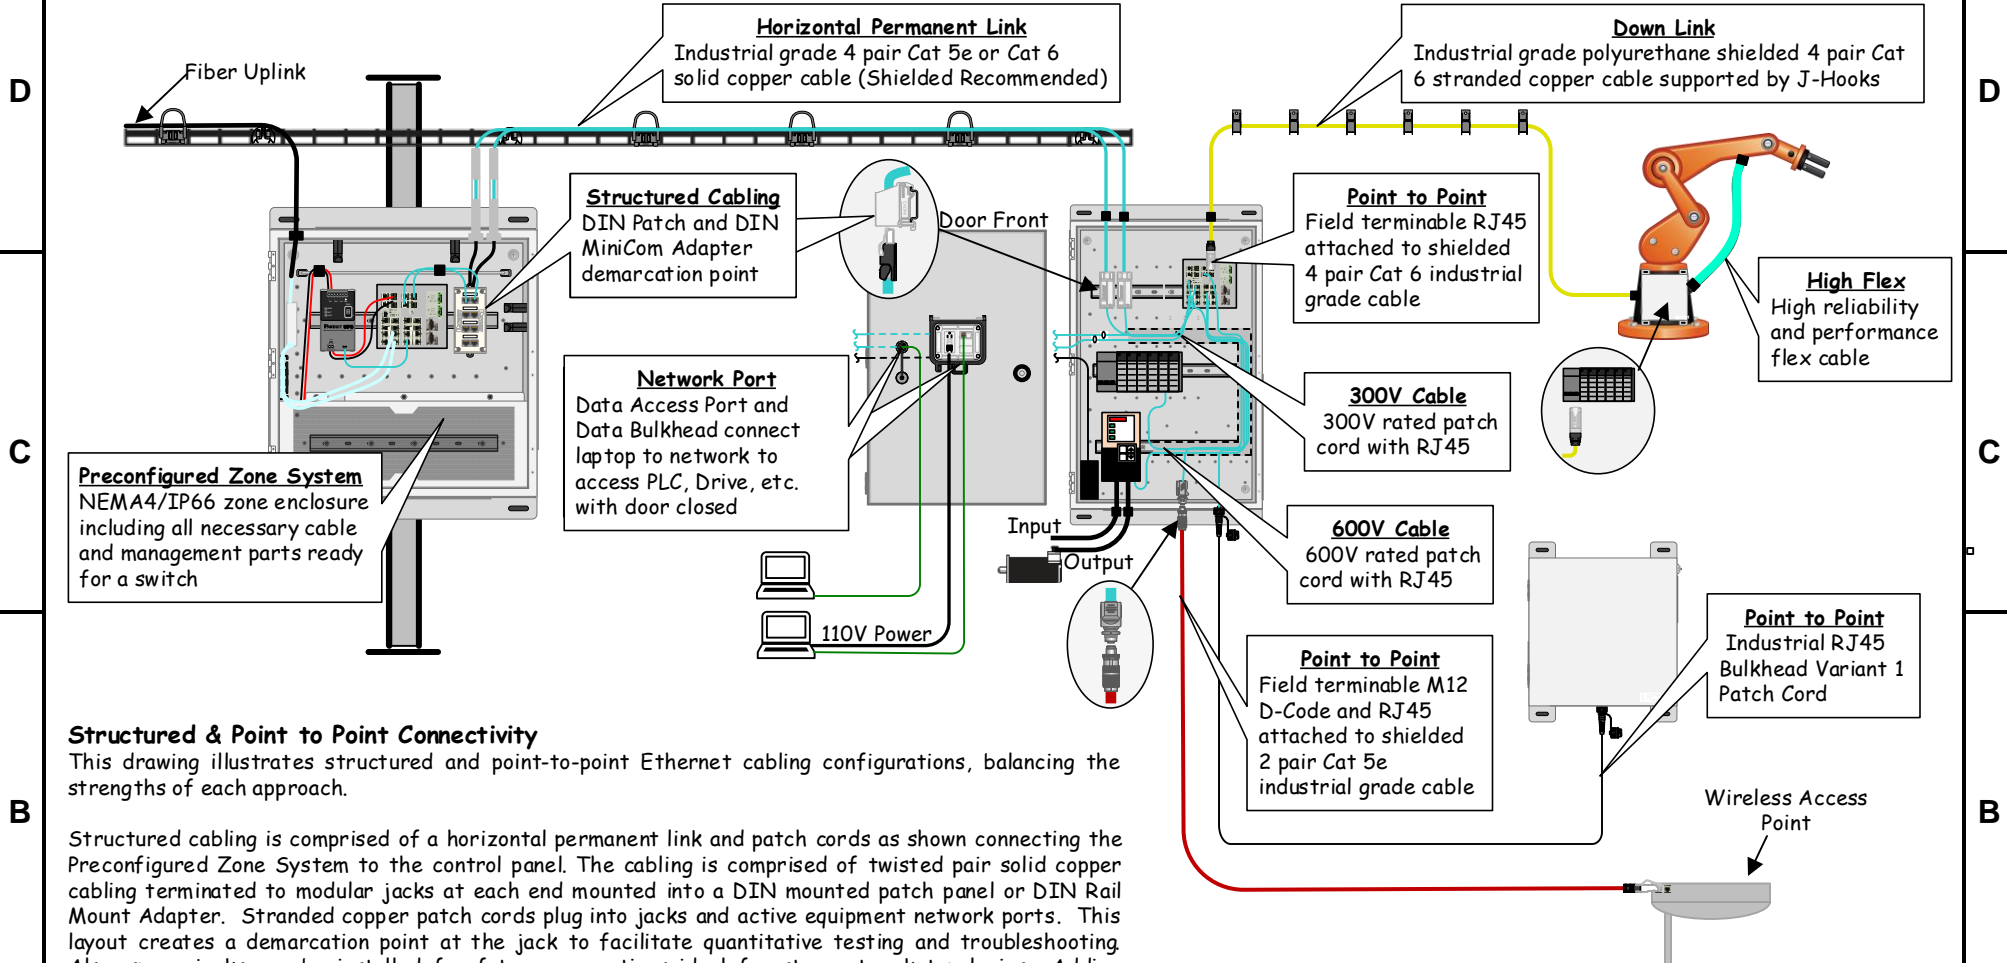 D
D
C
C
B
B
Fiber Uplink
Horizontal Permanent Link
Industrial grade 4 pair Cat 5e or Cat 6
solid copper cable (Shielded Recommended)
Down Link
Industrial grade polyurethane shielded 4 pair Cat
6 stranded copper cable supported by J-Hooks
Structured Cabling
DIN Patch and DIN
MiniCom Adapter
demarcation point
Door Front
Point to Point
Field terminable RJ45
attached to shielded
4 pair Cat 6 industrial
grade cable
High Flex
High reliability
and performance
flex cable
Network Port
Data Access Port and
Data Bulkhead connect
laptop to network to
access PLC, Drive, etc.
with door closed
300V Cable
300V rated patch
cord with RJ45
Preconfigured Zone System
NEMA4/IP66 zone enclosure
including all necessary cable
and management parts ready
for a switch
Input
Output
600V Cable
600V rated patch
cord with RJ45
110V Power
Point to Point
Field terminable M12
D-Code and RJ45
attached to shielded
2 pair Cat 5e
industrial grade cable
Point to Point
Industrial RJ45
Bulkhead Variant 1
Patch Cord
Wireless Access
Point
Structured & Point to Point Connectivity
This drawing illustrates structured and point-to-point Ethernet cabling configurations, balancing the
strengths of each approach.
Structured cabling is comprised of a horizontal permanent link and patch cords as shown connecting the
Preconfigured Zone System to the control panel. The cabling is comprised of twisted pair solid copper
cabling terminated to modular jacks at each end mounted into a DIN mounted patch panel or DIN Rail
Mount Adapter. Stranded copper patch cords plug into jacks and active equipment network ports. This
layout creates a demarcation point at the jack to facilitate quantitative testing and troubleshooting.